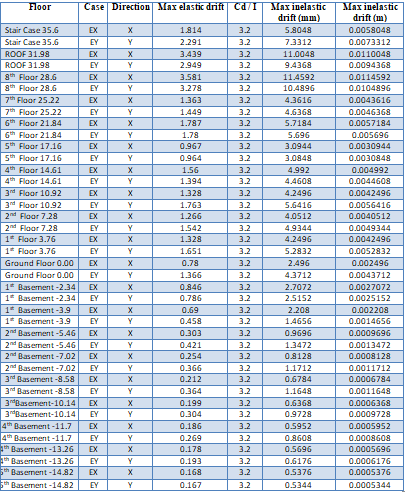 Floor Case Direction Max elastic drift Cd / I Max inelastic drift (mm) Max inelastic drift (m)
Stair Case 35.6 EX X 1.814 3.2 5.8048 0.0058048
Stair Case 35.6 EY Y 2.291 3.2 7.3312 0.0073312
ROOF 31.98 EX X 3.439 3.2 11.0048 0.0110048
ROOF 31.98 EY Y 2.949 3.2 9.4368 0.0094368
8th Floor 28.6 EX X 3.581 3.2 11.4592 0.0114592
8th Floor 28.6 EY Y 3.278 3.2 10.4896 0.0104896
7th Floor 25.22 EX X 1.363 3.2 4.3616 0.0043616
7th Floor 25.22 EY Y 1.449 3.2 4.6368 0.0046368
6th Floor 21.84 EX X 1.787 3.2 5.7184 0.0057184
6th Floor 21.84 EY Y 1.78 3.2 5.696 0.005696
5th Floor 17.16 EX X 0.967 3.2 3.0944 0.0030944
5th Floor 17.16 EY Y 0.964 3.2 3.0848 0.0030848
4th Floor 14.61 EX X 1.56 3.2 4.992 0.004992
4th Floor 14.61 EY Y 1.394 3.2 4.4608 0.0044608
3rd Floor 10.92 EX X 1.328 3.2 4.2496 0.0042496
3rd Floor 10.92 EY Y 1.763 3.2 5.6416 0.0056416
2nd Floor 7.28 EX X 1.266 3.2 4.0512 0.0040512
2nd Floor 7.28 EY Y 1.542 3.2 4.9344 0.0049344
1st Floor 3.76 EX X 1.328 3.2 4.2496 0.0042496
1st Floor 3.76 EY Y 1.651 3.2 5.2832 0.0052832
Ground Floor 0.00 EX X 0.78 3.2 2.496 0.002496
Ground Floor 0.00 EY Y 1.366 3.2 4.3712 0.0043712
1st Basement -2.34 EX X 0.846 3.2 2.7072 0.0027072
1st Basement -2.34 EY Y 0.786 3.2 2.5152 0.0025152
1st Basement -3.9 EX X 0.69 3.2 2.208 0.002208
1st Basement -3.9 EY Y 0.458 3.2 1.4656 0.0014656
2nd Basement -5.46 EX X 0.303 3.2 0.9696 0.0009696
2nd Basement -5.46 EY Y 0.421 3.2 1.3472 0.0013472
2nd Basement -7.02 EX X 0.254 3.2 0.8128 0.0008128
2nd Basement -7.02 EY Y 0.366 3.2 1.1712 0.0011712
3rd Basement -8.58 EX X 0.212 3.2 0.6784 0.0006784
3rd Basement -8.58 EY Y 0.364 3.2 1.1648 0.0011648
3rdBasement-10.14 EX X 0.199 3.2 0.6368 0.0006368
3rdBasement-10.14 EY Y 0.304 3.2 0.9728 0.0009728
4th Basement -11.7 EX X 0.186 3.2 0.5952 0.0005952
4th Basement -11.7 EY Y 0.269 3.2 0.8608 0.0008608
4th Basement -13.26 EX X 0.178 3.2 0.5696 0.0005696
4th Basement -13.26 EY Y 0.193 3.2 0.6176 0.0006176
5th Basement -14.82 EX X 0.168 3.2 0.5376 0.0005376
5th Basement -14.82 EY Y 0.167 3.2 0.5344 0.0005344